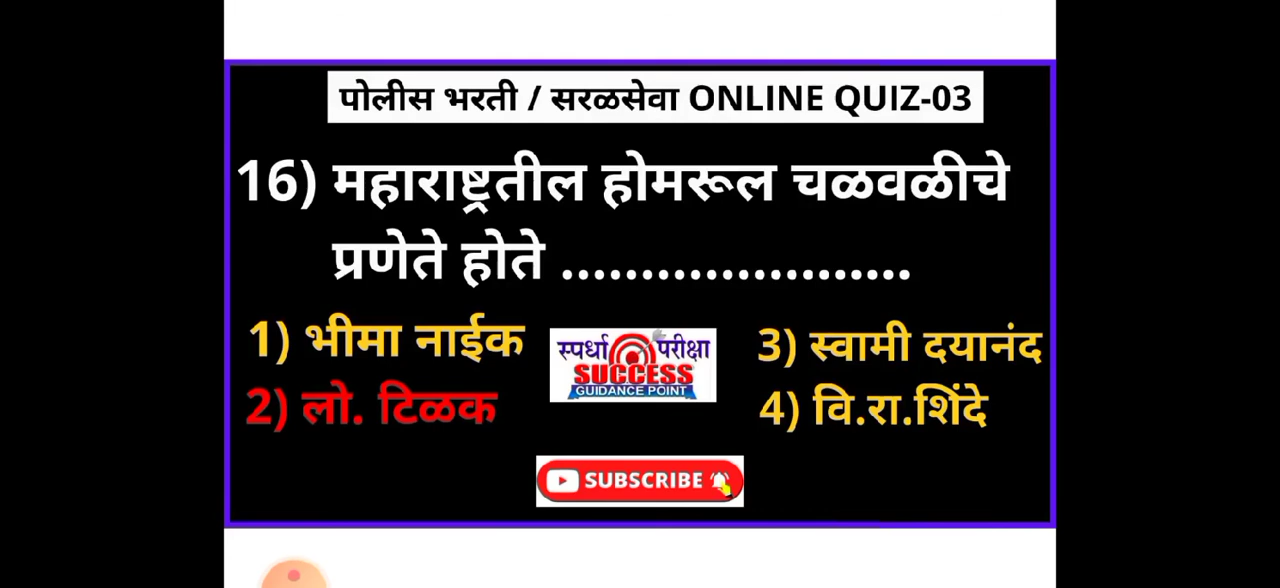 पोलीस भरती / सरळसेवा ONLINE QUIZ-03
16) महाराष्ट्रतील होमरूल चळवळीचे
प्रणेते होते ......................
1) भीमा नाईक
2) लो. टिळक
स्पर्धा परीक्षा
SUCCESS
GUIDANCE POINT
3) स्वामी दयानंद
4) वि.रा.शिंदे
SUBSCRIBE